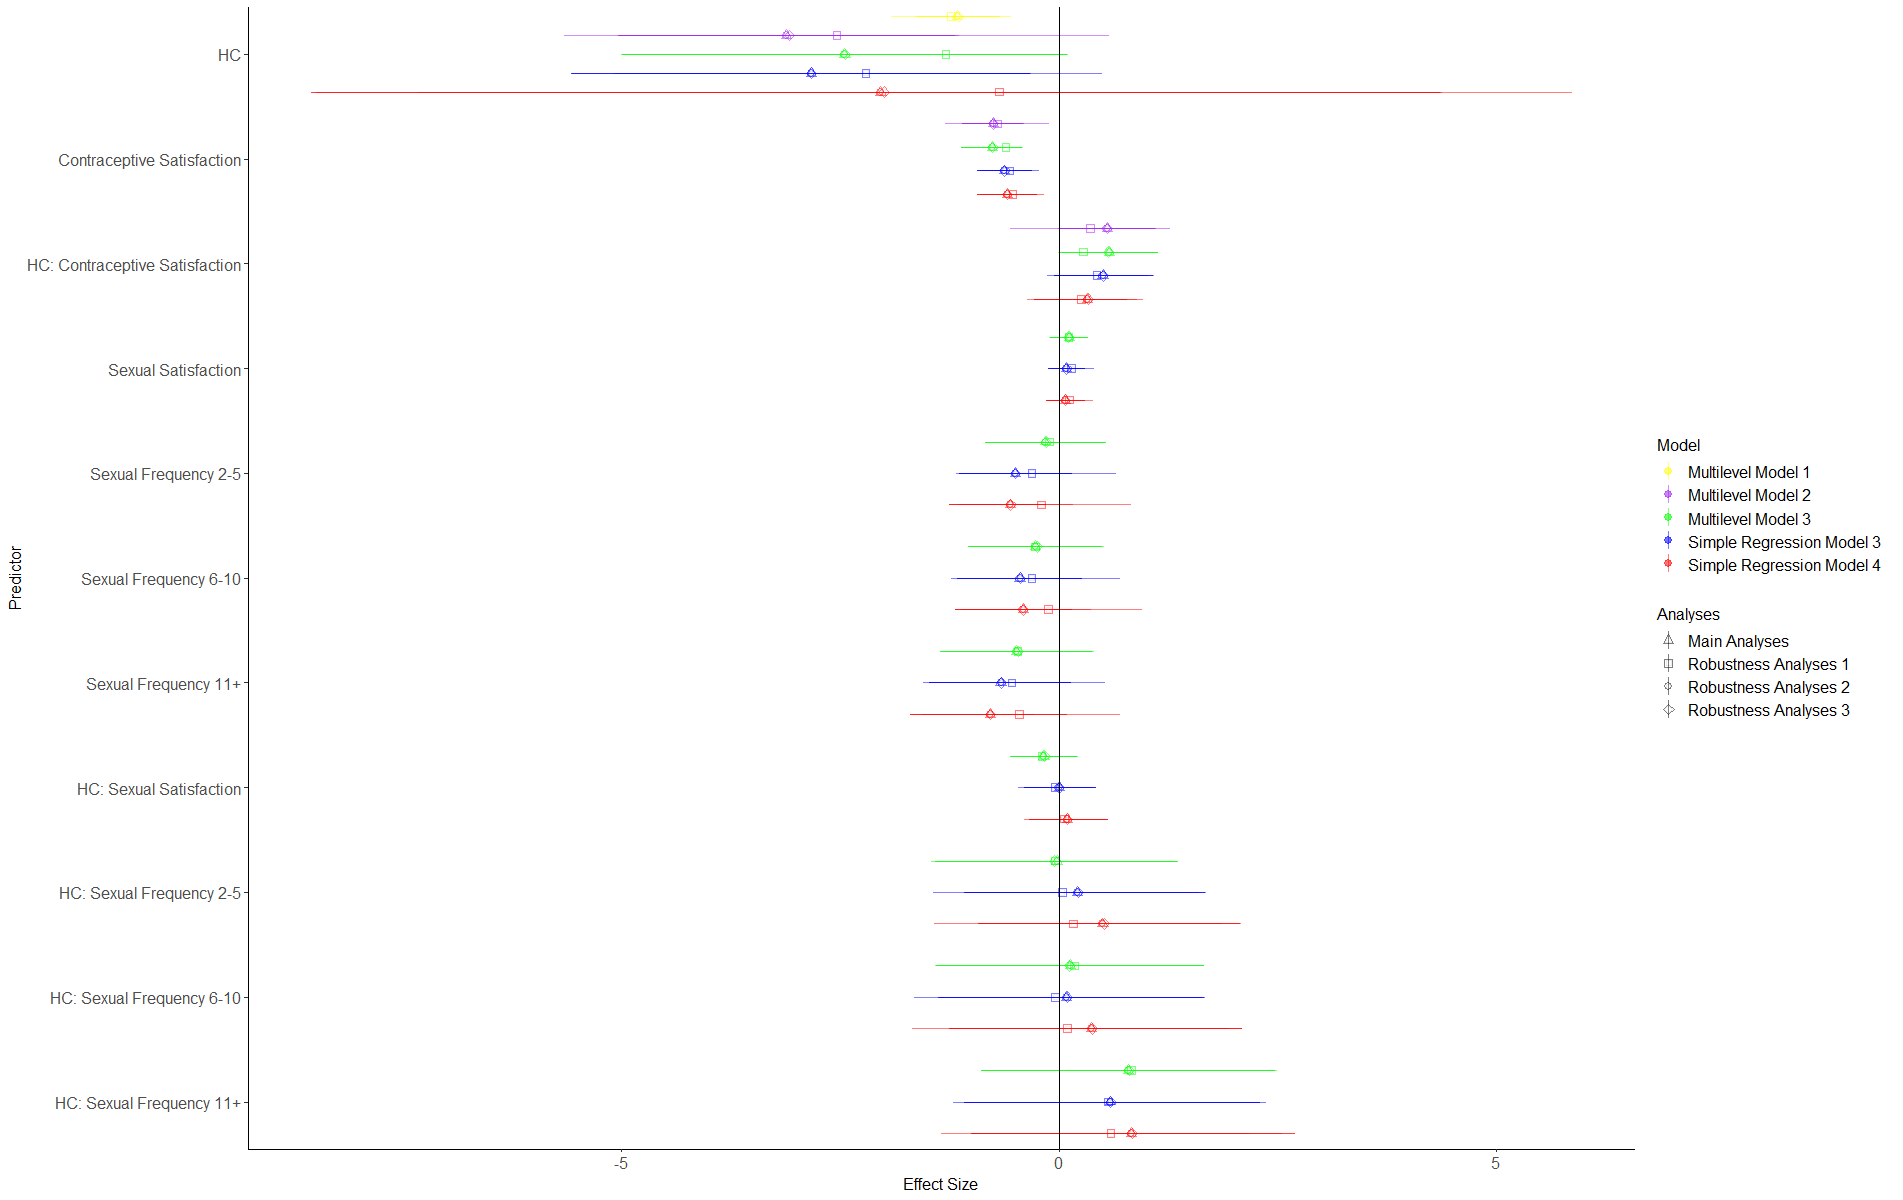 HC
Contraceptive Satisfaction
HC: Contraceptive Satisfaction
Sexual Satisfaction
Sexual Frequency 2-5
Sexual Frequency 6-10
Sexual Frequency 11+
HC: Sexual Satisfaction
HC: Sexual Frequency 2-5
HC: Sexual Frequency 6-10
HC: Sexual Frequency 11+
Predictor
-5 0 5
Effect Size
Model
Multilevel Model 1
Multilevel Model 2
Multilevel Model 3
Simple Regression Model 3
Simple Regression Model 4
Analyses
Main Analyses
Robustness Analyses 1
Robustness Analyses 2
Robustness Analyses 3